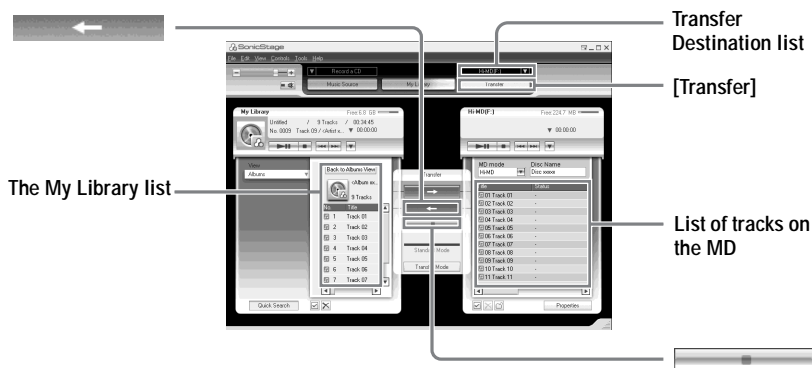 Transfer
Destination list
[Transfer]
The My Library list
List of tracks on
the MD
SonicStage
File Edit View Controls Tools Help
Record a CD
Hi-MD(F:)
Music Source
My Library
Transfer
My Library
Free 6.8 GB
Untitled / 9 Tracks / 00:34:45
No. 0009 Track 09 / <Artist x... 00:00:00
View
Albums
Back to Albums View
<Album xx...
9 Tracks
No. Title
1 Track 01
2 Track 02
3 Track 03
4 Track 04
5 Track 05
6 Track 06
7 Track 07
Quick Search
Transfer
Standard Mode
Transfer Mode
Hi-MD(F:)
Free 224.7 MB
00:00:00
MD mode Disc Name
Hi-MD Disc xxxx
Title Status
01 Track 01 -
02 Track 02 -
03 Track 03 -
04 Track 04 -
05 Track 05 -
06 Track 06 -
07 Track 07 -
08 Track 08 -
09 Track 09 -
10 Track 10 -
11 Track 11 -
Properties